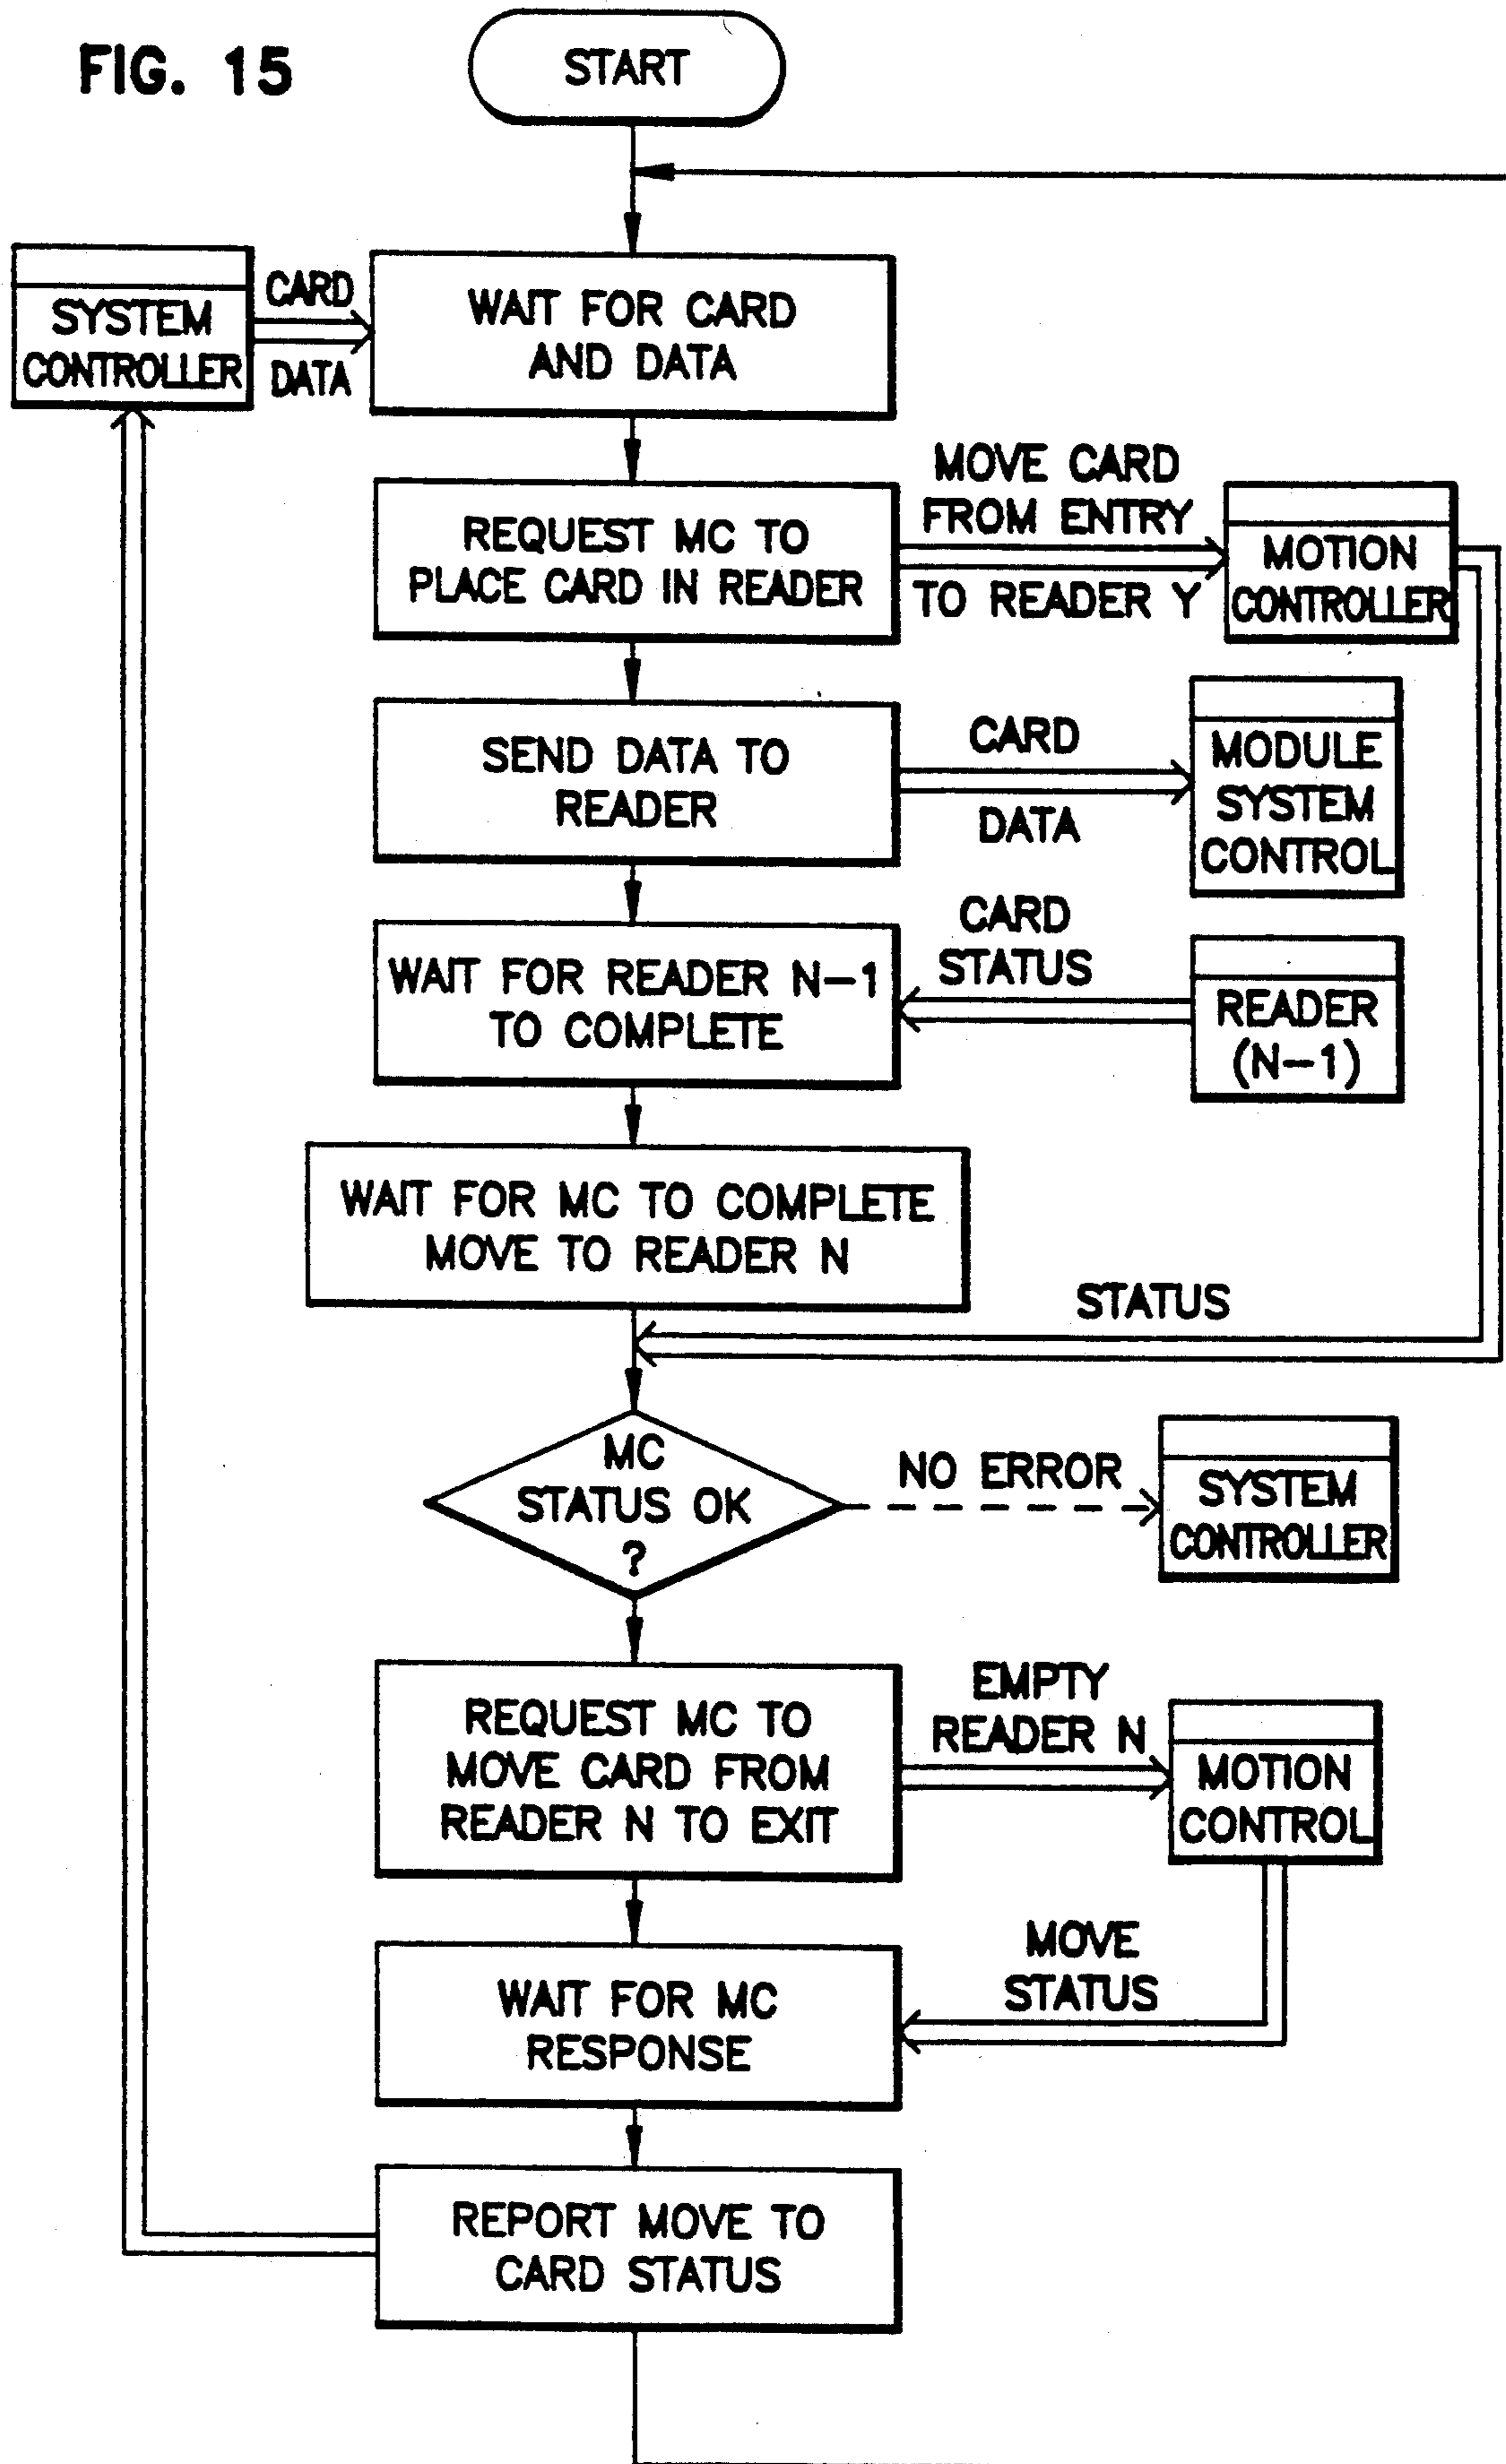 FIG. 15
START
SYSTEM
CONTROLLER
CARD
DATA
WAIT FOR CARD
AND DATA
REQUEST MC TO
PLACE CARD IN READER
MOVE CARD
FROM ENTRY
TO READER Y
MOTION
CONTROLLER
SEND DATA TO
READER
CARD
DATA
MODULE
SYSTEM
CONTROL
WAIT FOR READER N-1
TO COMPLETE
CARD
STATUS
READER
(N-1)
WAIT FOR MC TO COMPLETE
MOVE TO READER N
STATUS
MC
STATUS OK
?
NO ERROR
SYSTEM
CONTROLLER
REQUEST MC TO
MOVE CARD FROM
READER N TO EXIT
EMPTY
READER N
MOTION
CONTROL
WAIT FOR MC
RESPONSE
MOVE
STATUS
REPORT MOVE TO
CARD STATUS